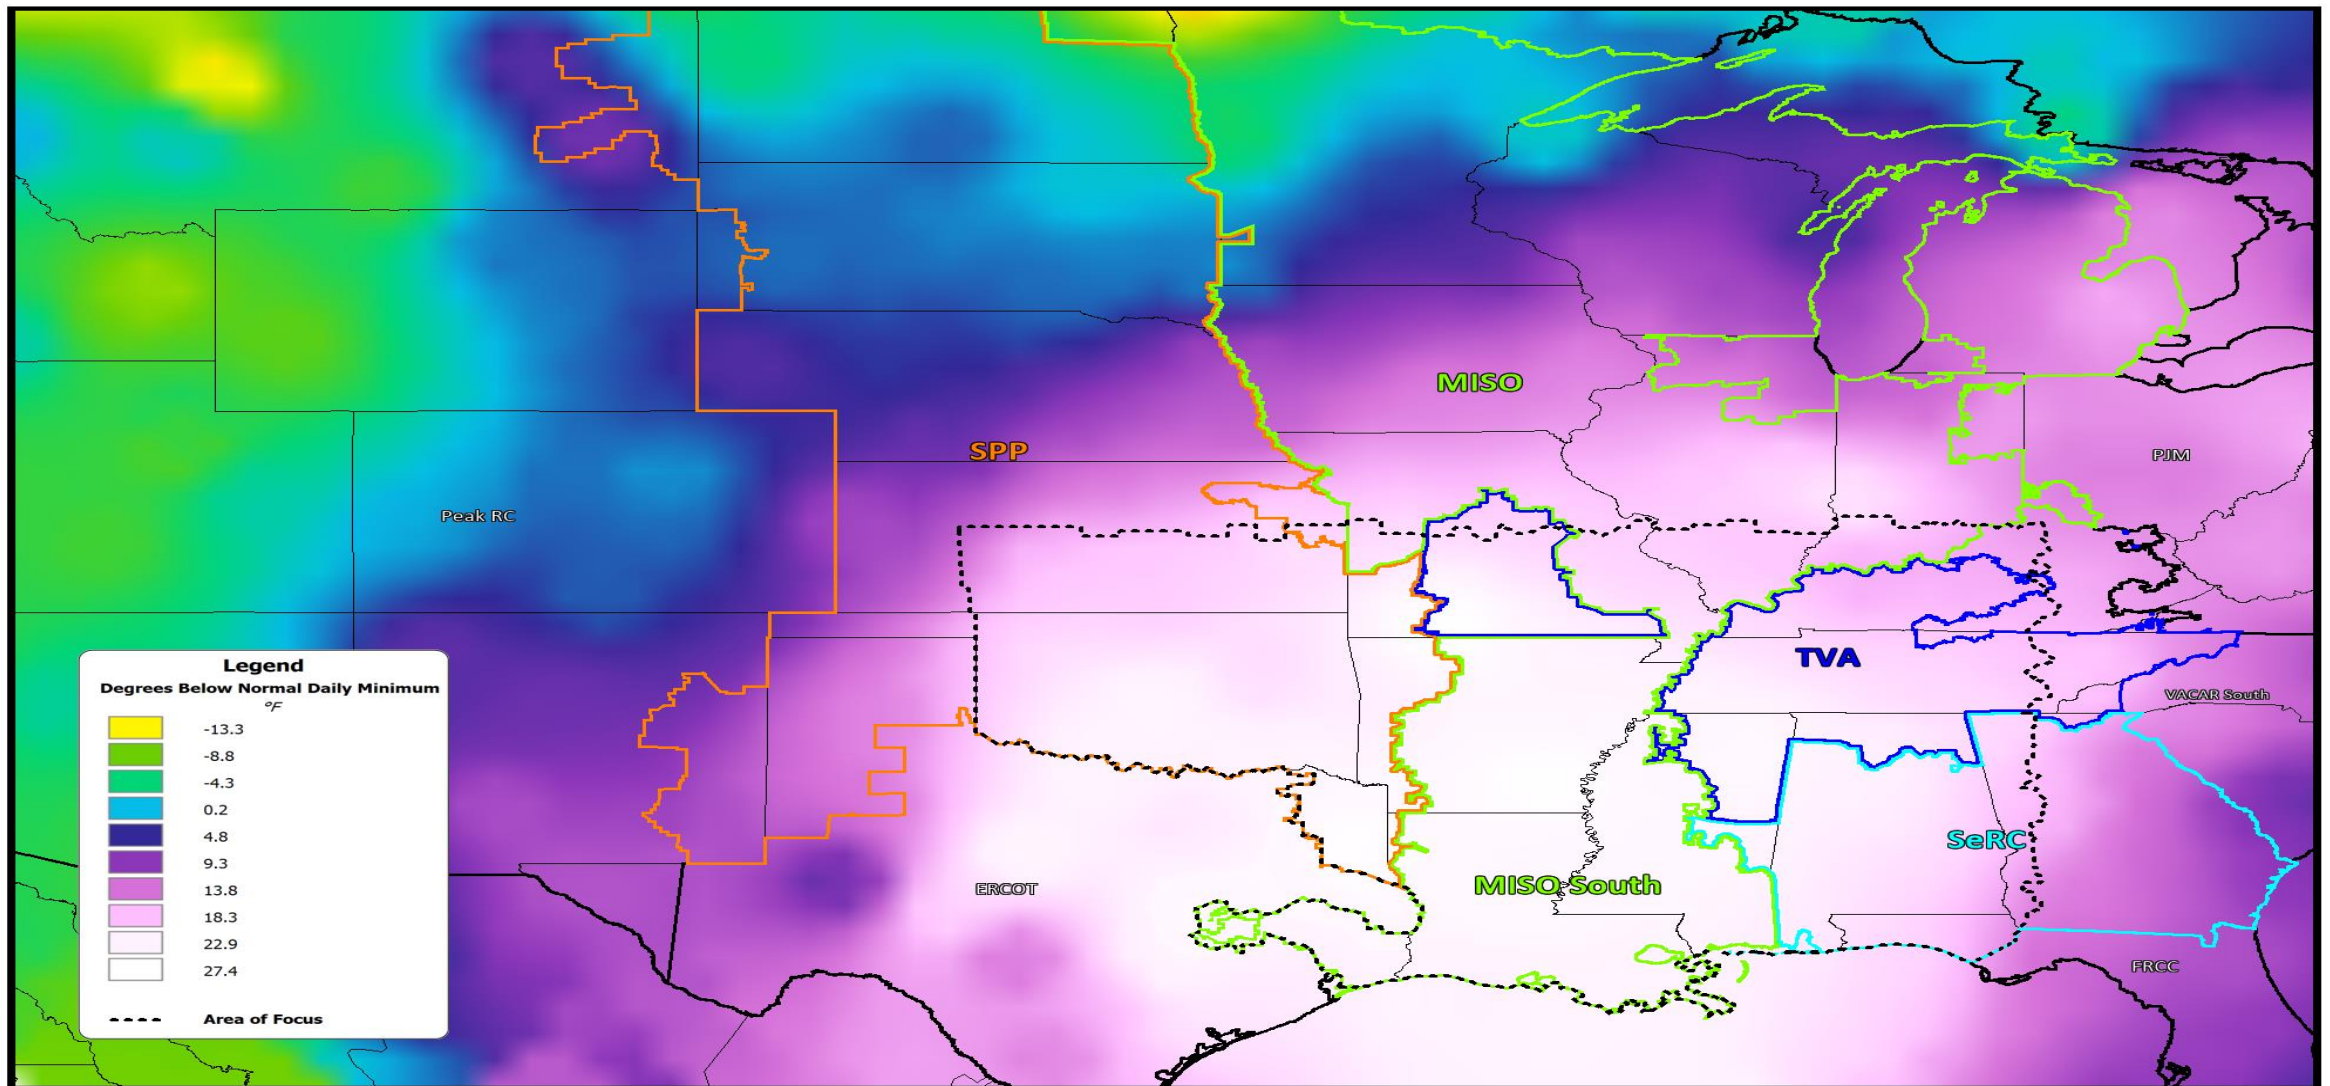 MISO
SPP
PJM
Peak RC
TVA
Legend
Degrees Below Normal Daily Minimum
°F
VACAR South
-13.3
-8.8
-4.3
0.2
4.8
SeRC
9.3
13.8
MISO South
ERCOT
18.3
22.9
27.4
FRCC
Area of Focus